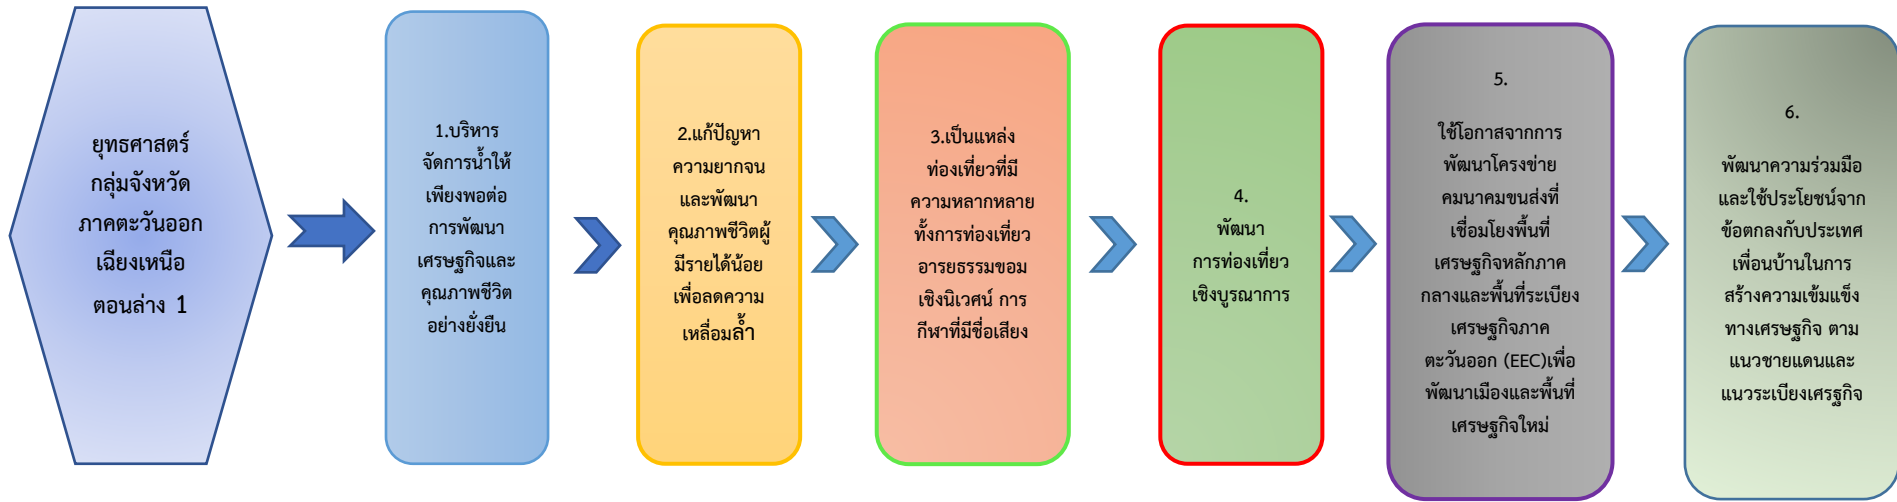 ยุทธศาสตร์
กลุ่มจังหวัด
ภาคตะวันออก
เฉียงเหนือ
ตอนล่าง 1
1.บริหาร
จัดการน้ำให้
เพียงพอต่อ
การพัฒนา
เศรษฐกิจและ
คุณภาพชีวิต
อย่างยั่งยืน
2.แก้ปัญหา
ความยากจน
และพัฒนา
คุณภาพชีวิตผู้
มีรายได้น้อย
เพื่อลดความ
เหลื่อมล้ำ
3.เป็นแหล่ง
ท่องเที่ยวที่มี
ความหลากหลาย
ทั้งการท่องเที่ยว
อารยธรรมขอม
เชิงนิเวศน์ การ
กีฬาที่มีชื่อเสียง
4.
พัฒนา
การท่องเที่ยว
เชิงบูรณาการ
5.
ใช้โอกาสจากการ
พัฒนาโครงข่าย
คมนาคมขนส่งที่
เชื่อมโยงพื้นที่
เศรษฐกิจหลักภาค
กลางและพื้นที่ระเบียง
เศรษฐกิจภาค
ตะวันออก (EEC)เพื่อ
พัฒนาเมืองและพื้นที่
เศรษฐกิจใหม่
6.
พัฒนาความร่วมมือ
และใช้ประโยชน์จาก
ข้อตกลงกับประเทศ
เพื่อนบ้านในการ
สร้างความเข้มแข็ง
ทางเศรษฐกิจ ตาม
แนวชายแดนและ
แนวระเบียงเศรฐกิจ